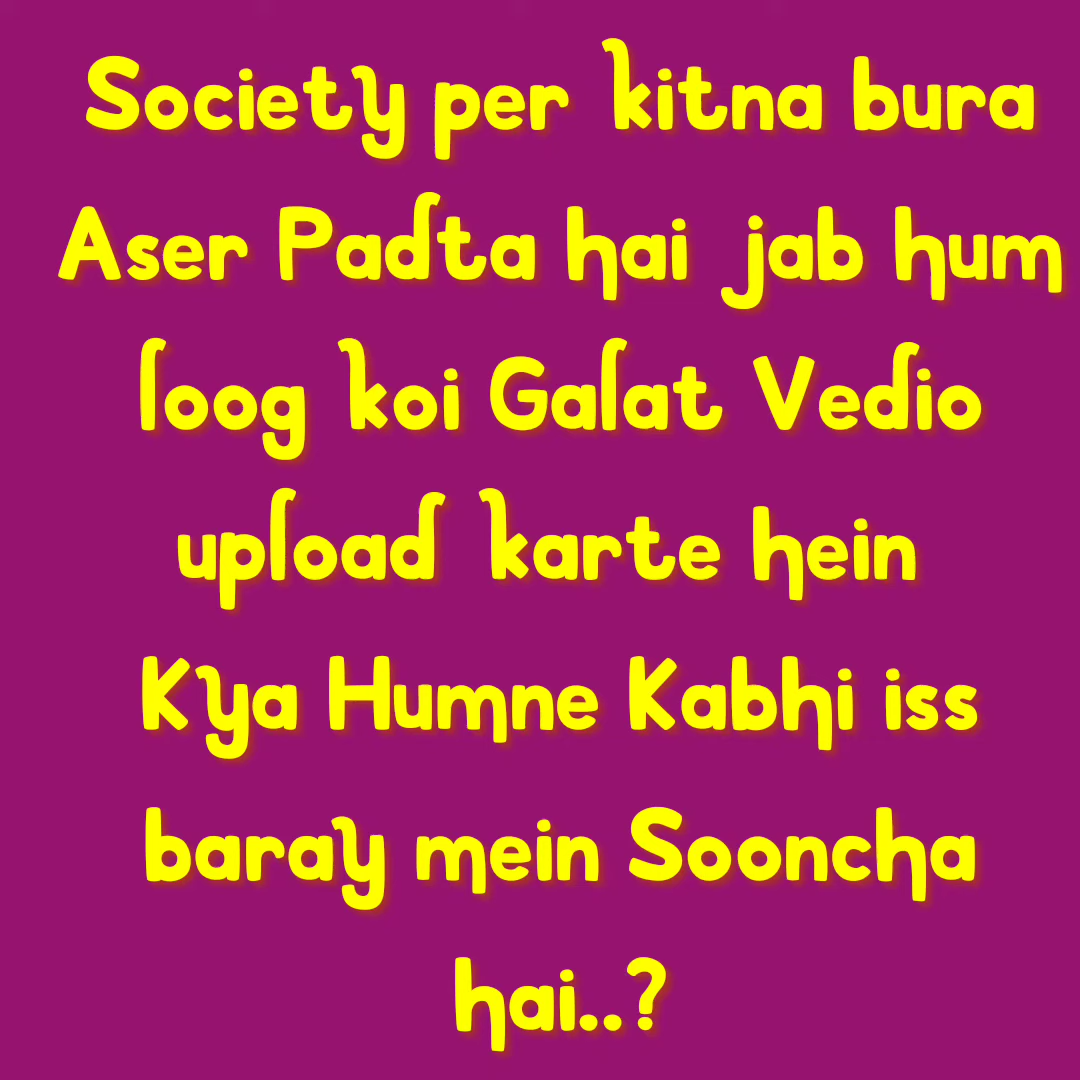 Society per kitna bura
Aser Padta hai jab hum
loog koi Galat Vedio
upload karte hein
Kya Humne Kabhi iss
baray mein Sooncha
hai..?